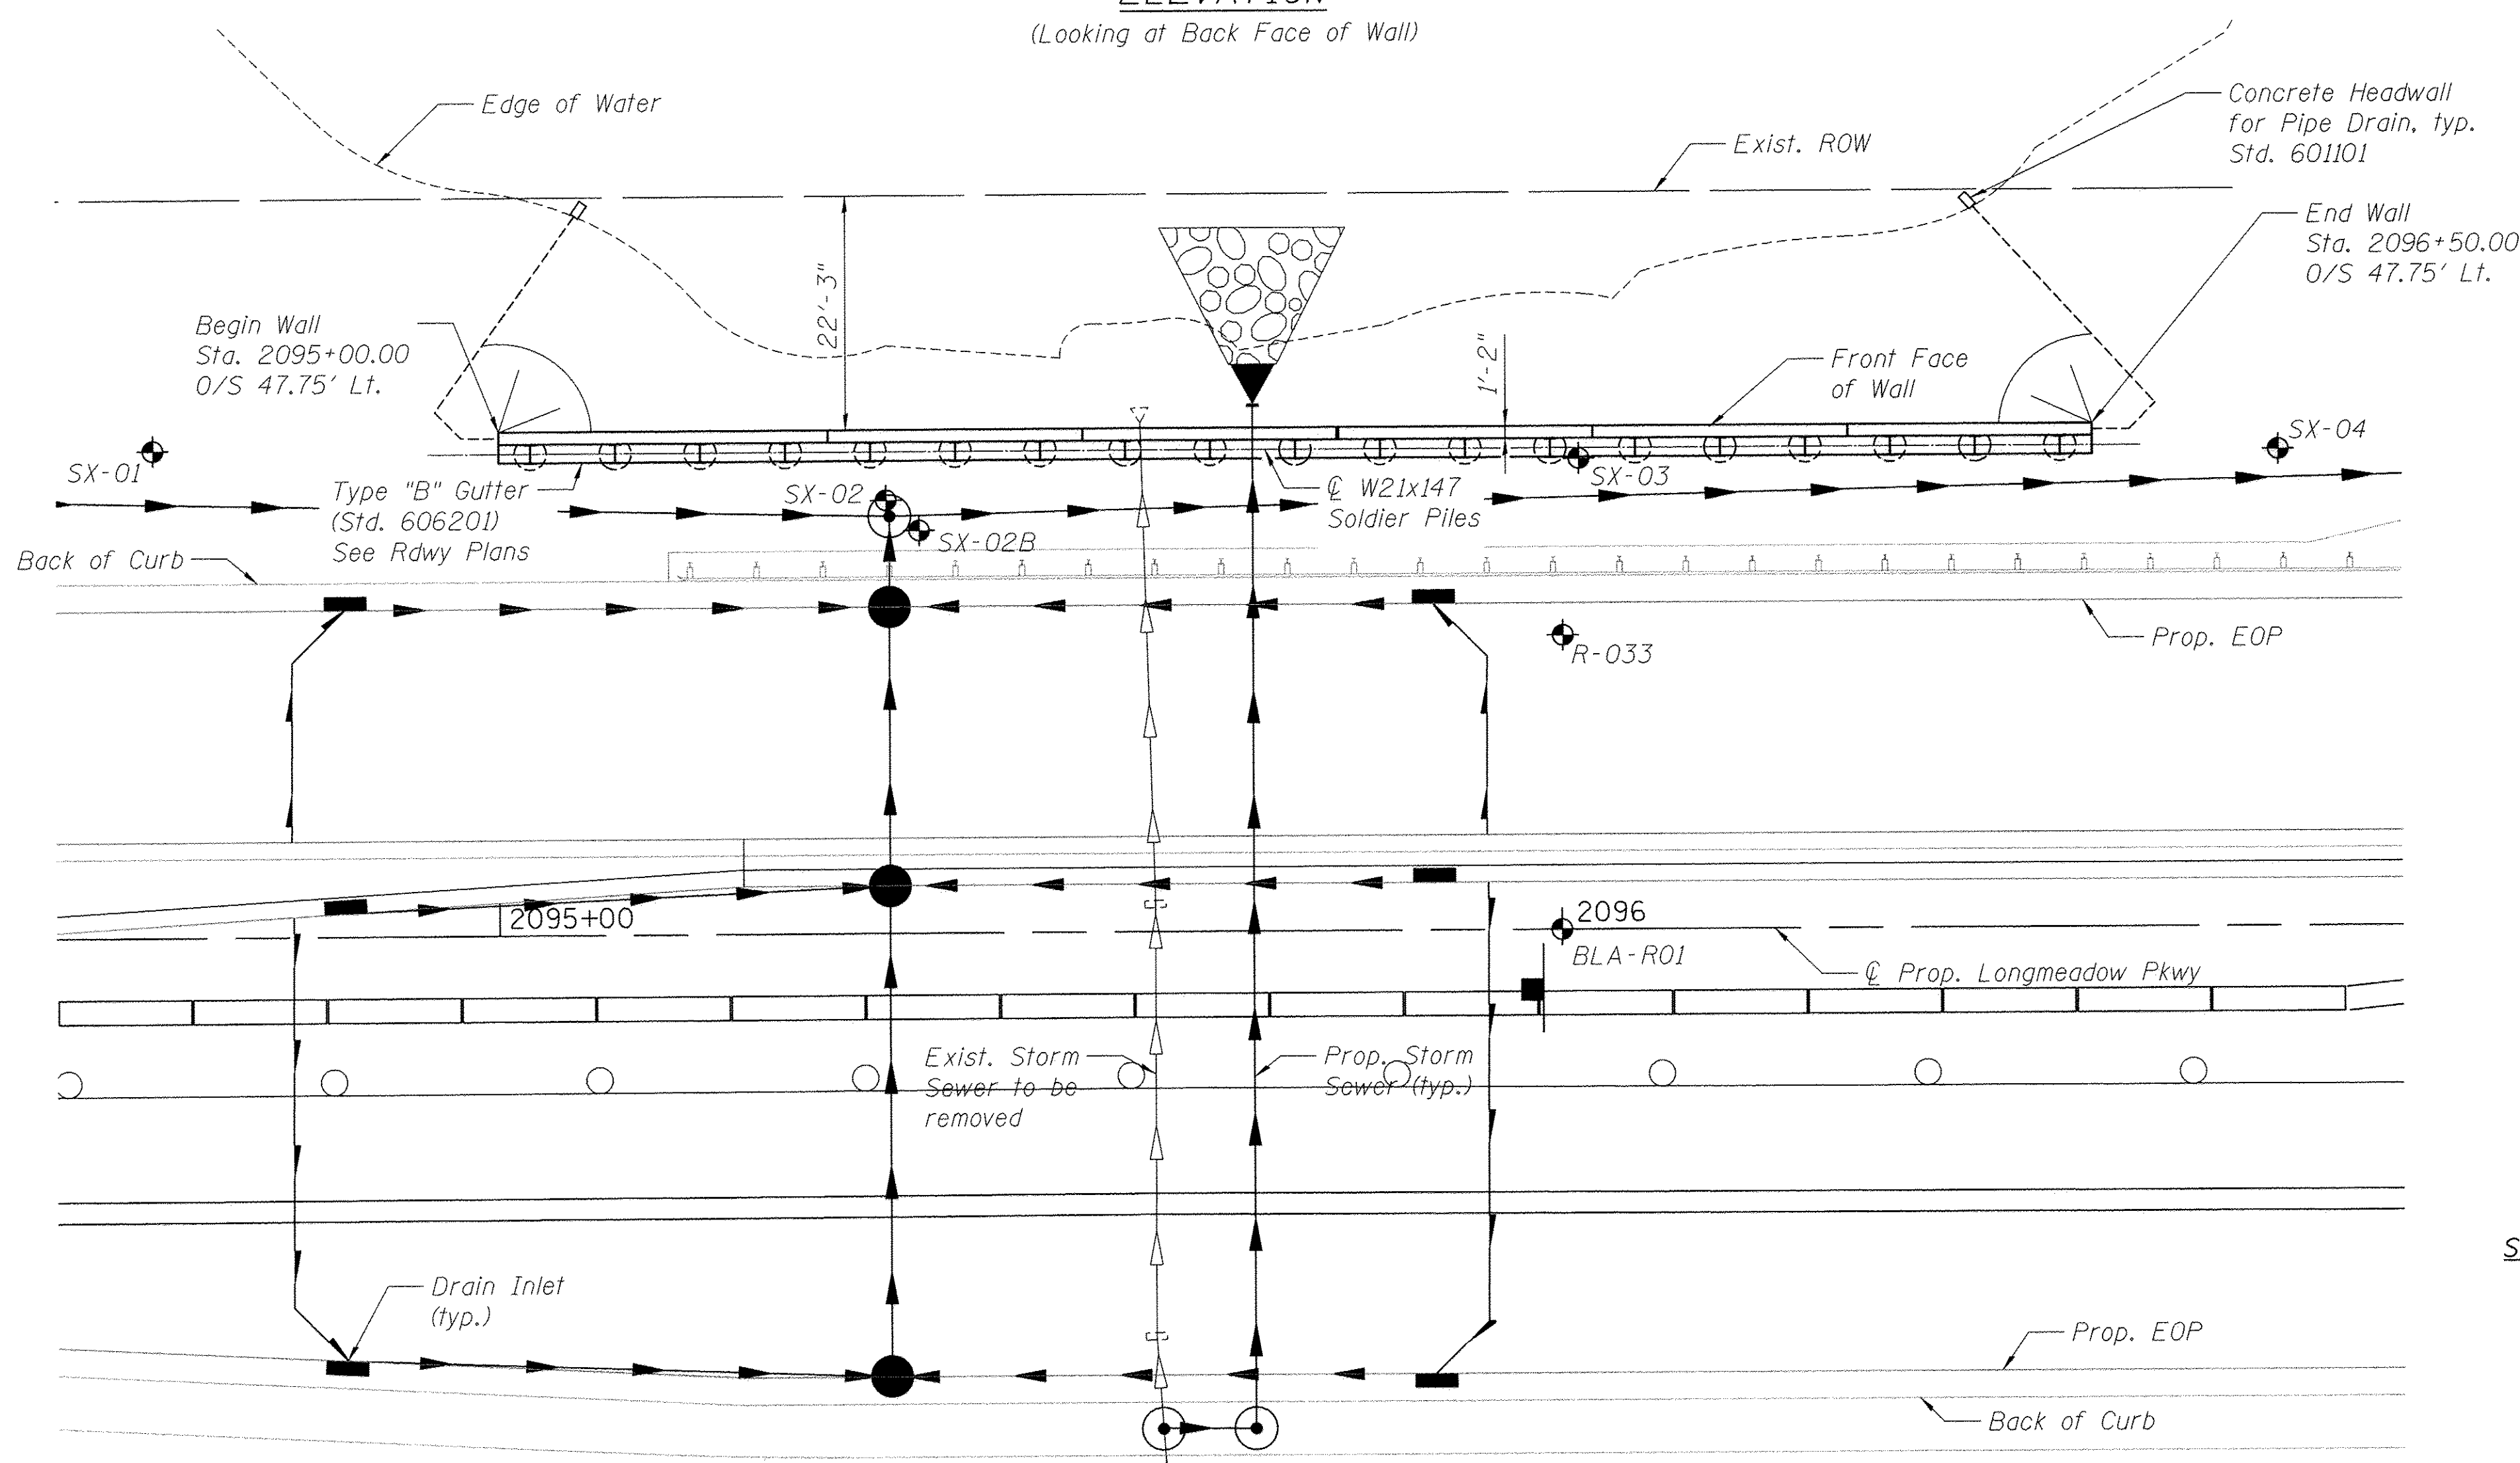 ELEVATION
(Looking at Back Face of Wall)
Edge of Water
Exist. ROW
Concrete Headwall
for Pipe Drain, typ.
Std. 601101
End Wall
Sta. 2096+50.00
O/S 47.75' Lt.
Begin Wall
Sta. 2095+00.00
O/S 47.75' Lt.
22'-3"
1'-2"
Front Face
of Wall
SX-01
SX-04
Type "B" Gutter
(Std. 606201)
See Rdwy Plans
SX-02
SX-02B
℄ W21x147
Soldier Piles
SX-03
Back of Curb
Prop. EOP
R-033
2095+00
2096
BLA-R01
℄ Prop. Longmeadow Pkwy
Exist. Storm
Sewer to be
removed
Prop. Storm
Sewer (typ.)
Drain Inlet
(typ.)
S
Prop. EOP
Back of Curb